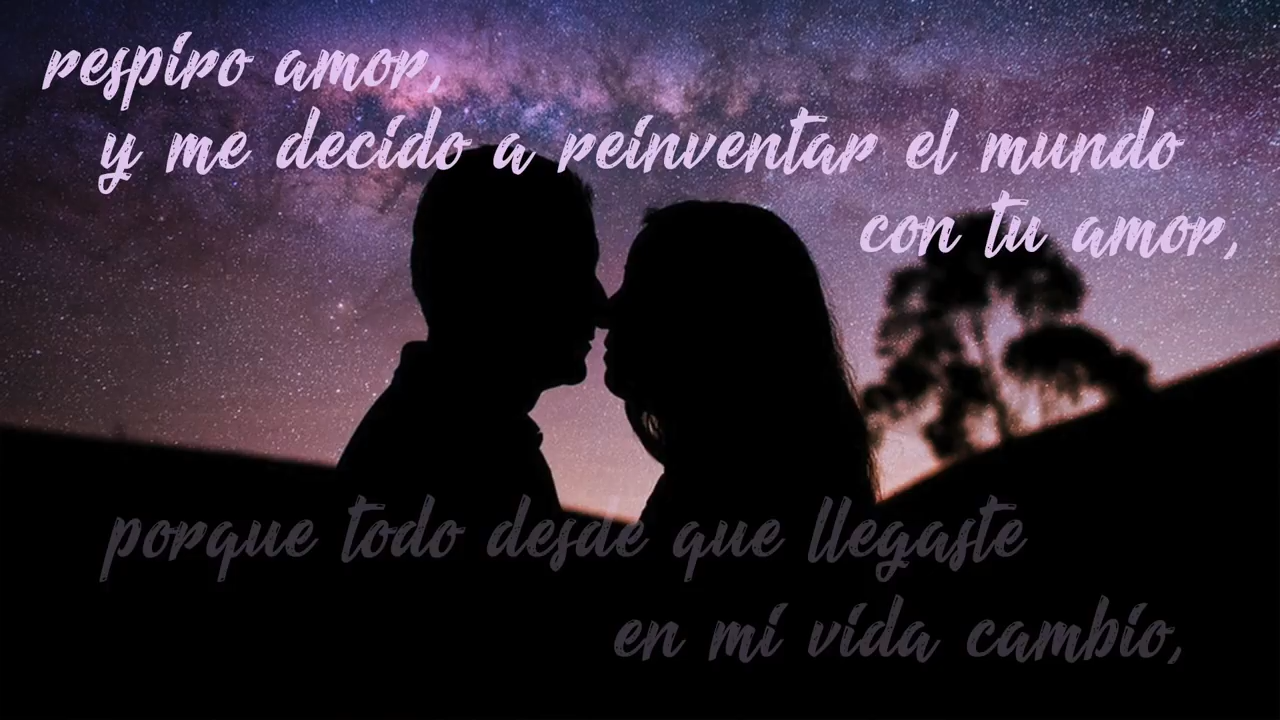 respiro amor,
y me decido a reinventar el mundo
con tu amor,
porque todo desde que llegaste
en mi vida cambio,